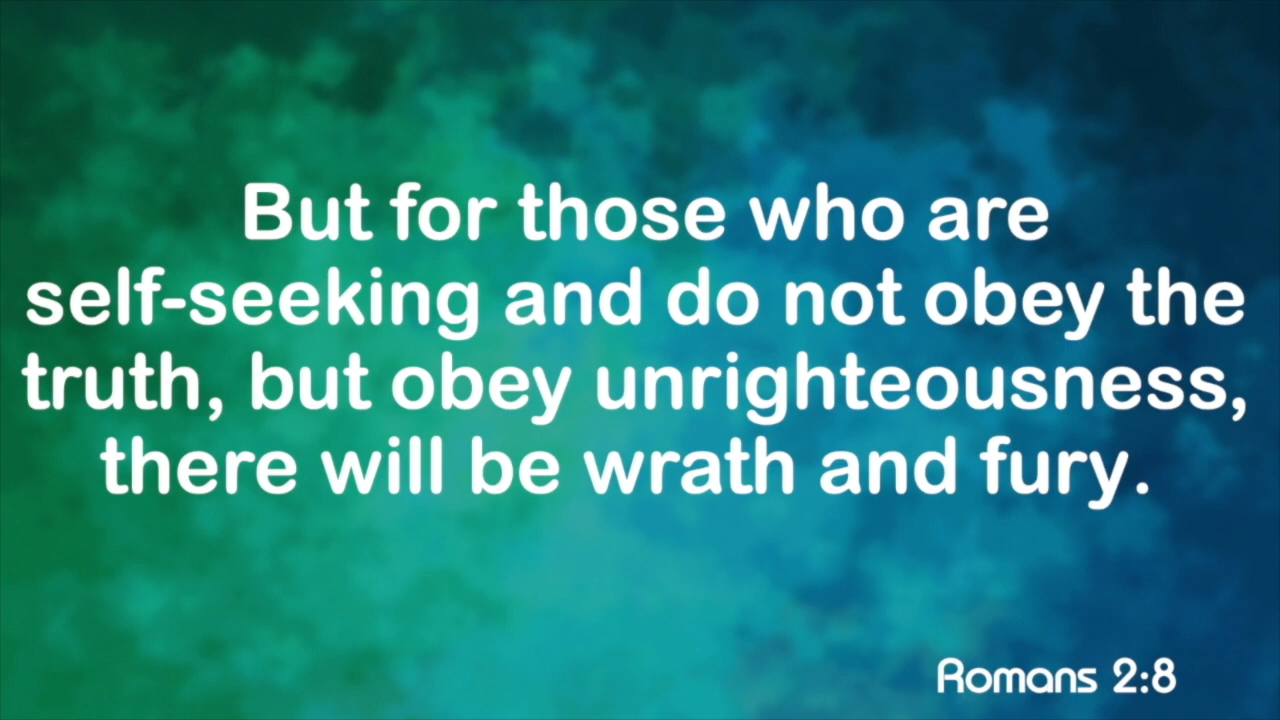 But for those who are
self-seeking and do not obey the
truth, but obey unrighteousness,
there will be wrath and fury.
Romans 2:8